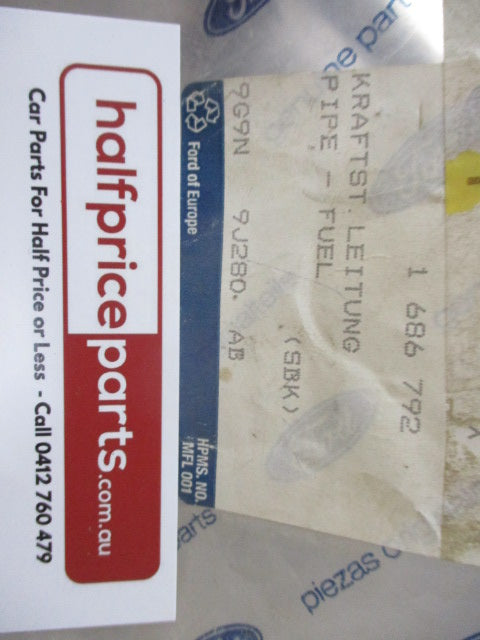 1 686 792
KRAFTST. LEITUNG
PIPE - FUEL
(SBK)
9G9N 9J280. AB
Ford of Europe
HPMS. NO.
MFL 001
halfpriceparts.com.au
Car Parts For Half Price or Less - Call 0412 760 479
piezas
parts